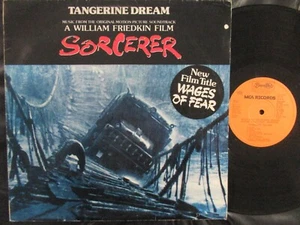 TANGERINE DREAM
MUSIC FROM THE ORIGINAL MOTION PICTURE SOUNDTRACK
A WILLIAM FRIEDKIN FILM
SORCERER
New
Film Title
WAGES
OF FEAR
MCA RECORDS